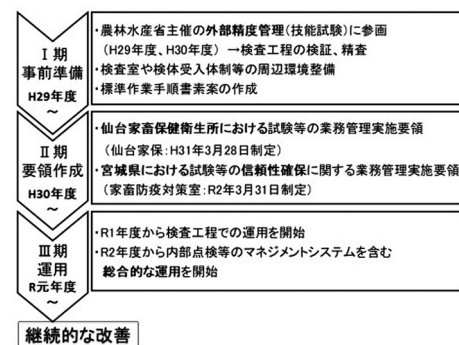 Ⅰ期
事前準備
H29年度
～
・農林水産省主催の外部精度管理(技能試験)に参画
(H29年度、H30年度) →検査工程の検証、精査
・検査室や検体受入体制等の周辺環境整備
・標準作業手順書素案の作成
Ⅱ期
要領作成
H30年度
～
・仙台家畜保健衛生所における試験等の業務管理実施要領
(仙台家保:H31年3月28日制定)
・宮城県における試験等の信頼性確保に関する業務管理実施要領
(家畜防疫対策室:R2年3月31日制定)
Ⅲ期
運用
R元年度
～
・R1年度から検査工程での運用を開始
・R2年度から内部点検等のマネジメントシステムを含む
総合的な運用を開始
継続的な改善